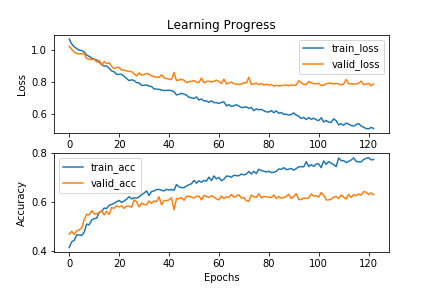 Learning Progress
1.0
0.8
0.6
Loss
train_loss
valid_loss
0
20
40
60
80
100
120
0.8
0.6
0.4
Accuracy
train_acc
valid_acc
0
20
40
60
80
100
120
Epochs